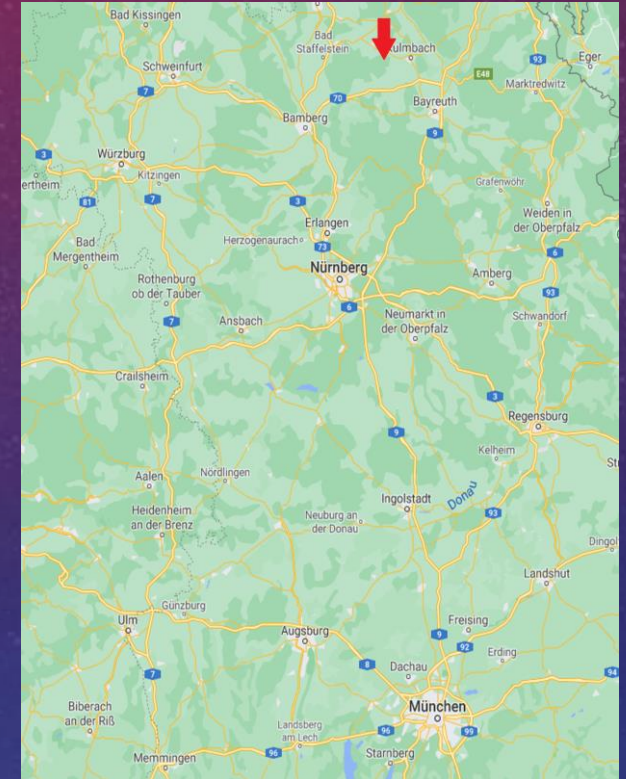 Bad Kissingen
Bad
Staffelstein
ulmbach
Schweinfurt
93
Eger
E48
Marktredwitz
7
70
Bayreuth
Bamberg
9
3
Würzburg
Kitzingen
ertheim
Grafenwöhr
81
7
3
Weiden in
der Oberpfalz
Erlangen
Bad
Mergentheim
Herzogenaurach
73
6
Nürnberg
Rothenburg
ob der Tauber
Amberg
93
6
Neumarkt in
der Oberpfalz
Schwandorf
7
Ansbach
Crailsheim
3
Regensburg
9
Kelheim
St
Aalen
Nördlingen
Ingolstadt
Donau
Heidenheim
an der Brenz
Neuburg an
der Donau
93
Dingol
Landshut
Günzburg
Ulm
Freising
Augsburg
9
92
Erding
8
Dachau
7
94
Biberach
an der Riß
München
Landsberg
am Lech
96
99
Memmingen
96
Starnberg